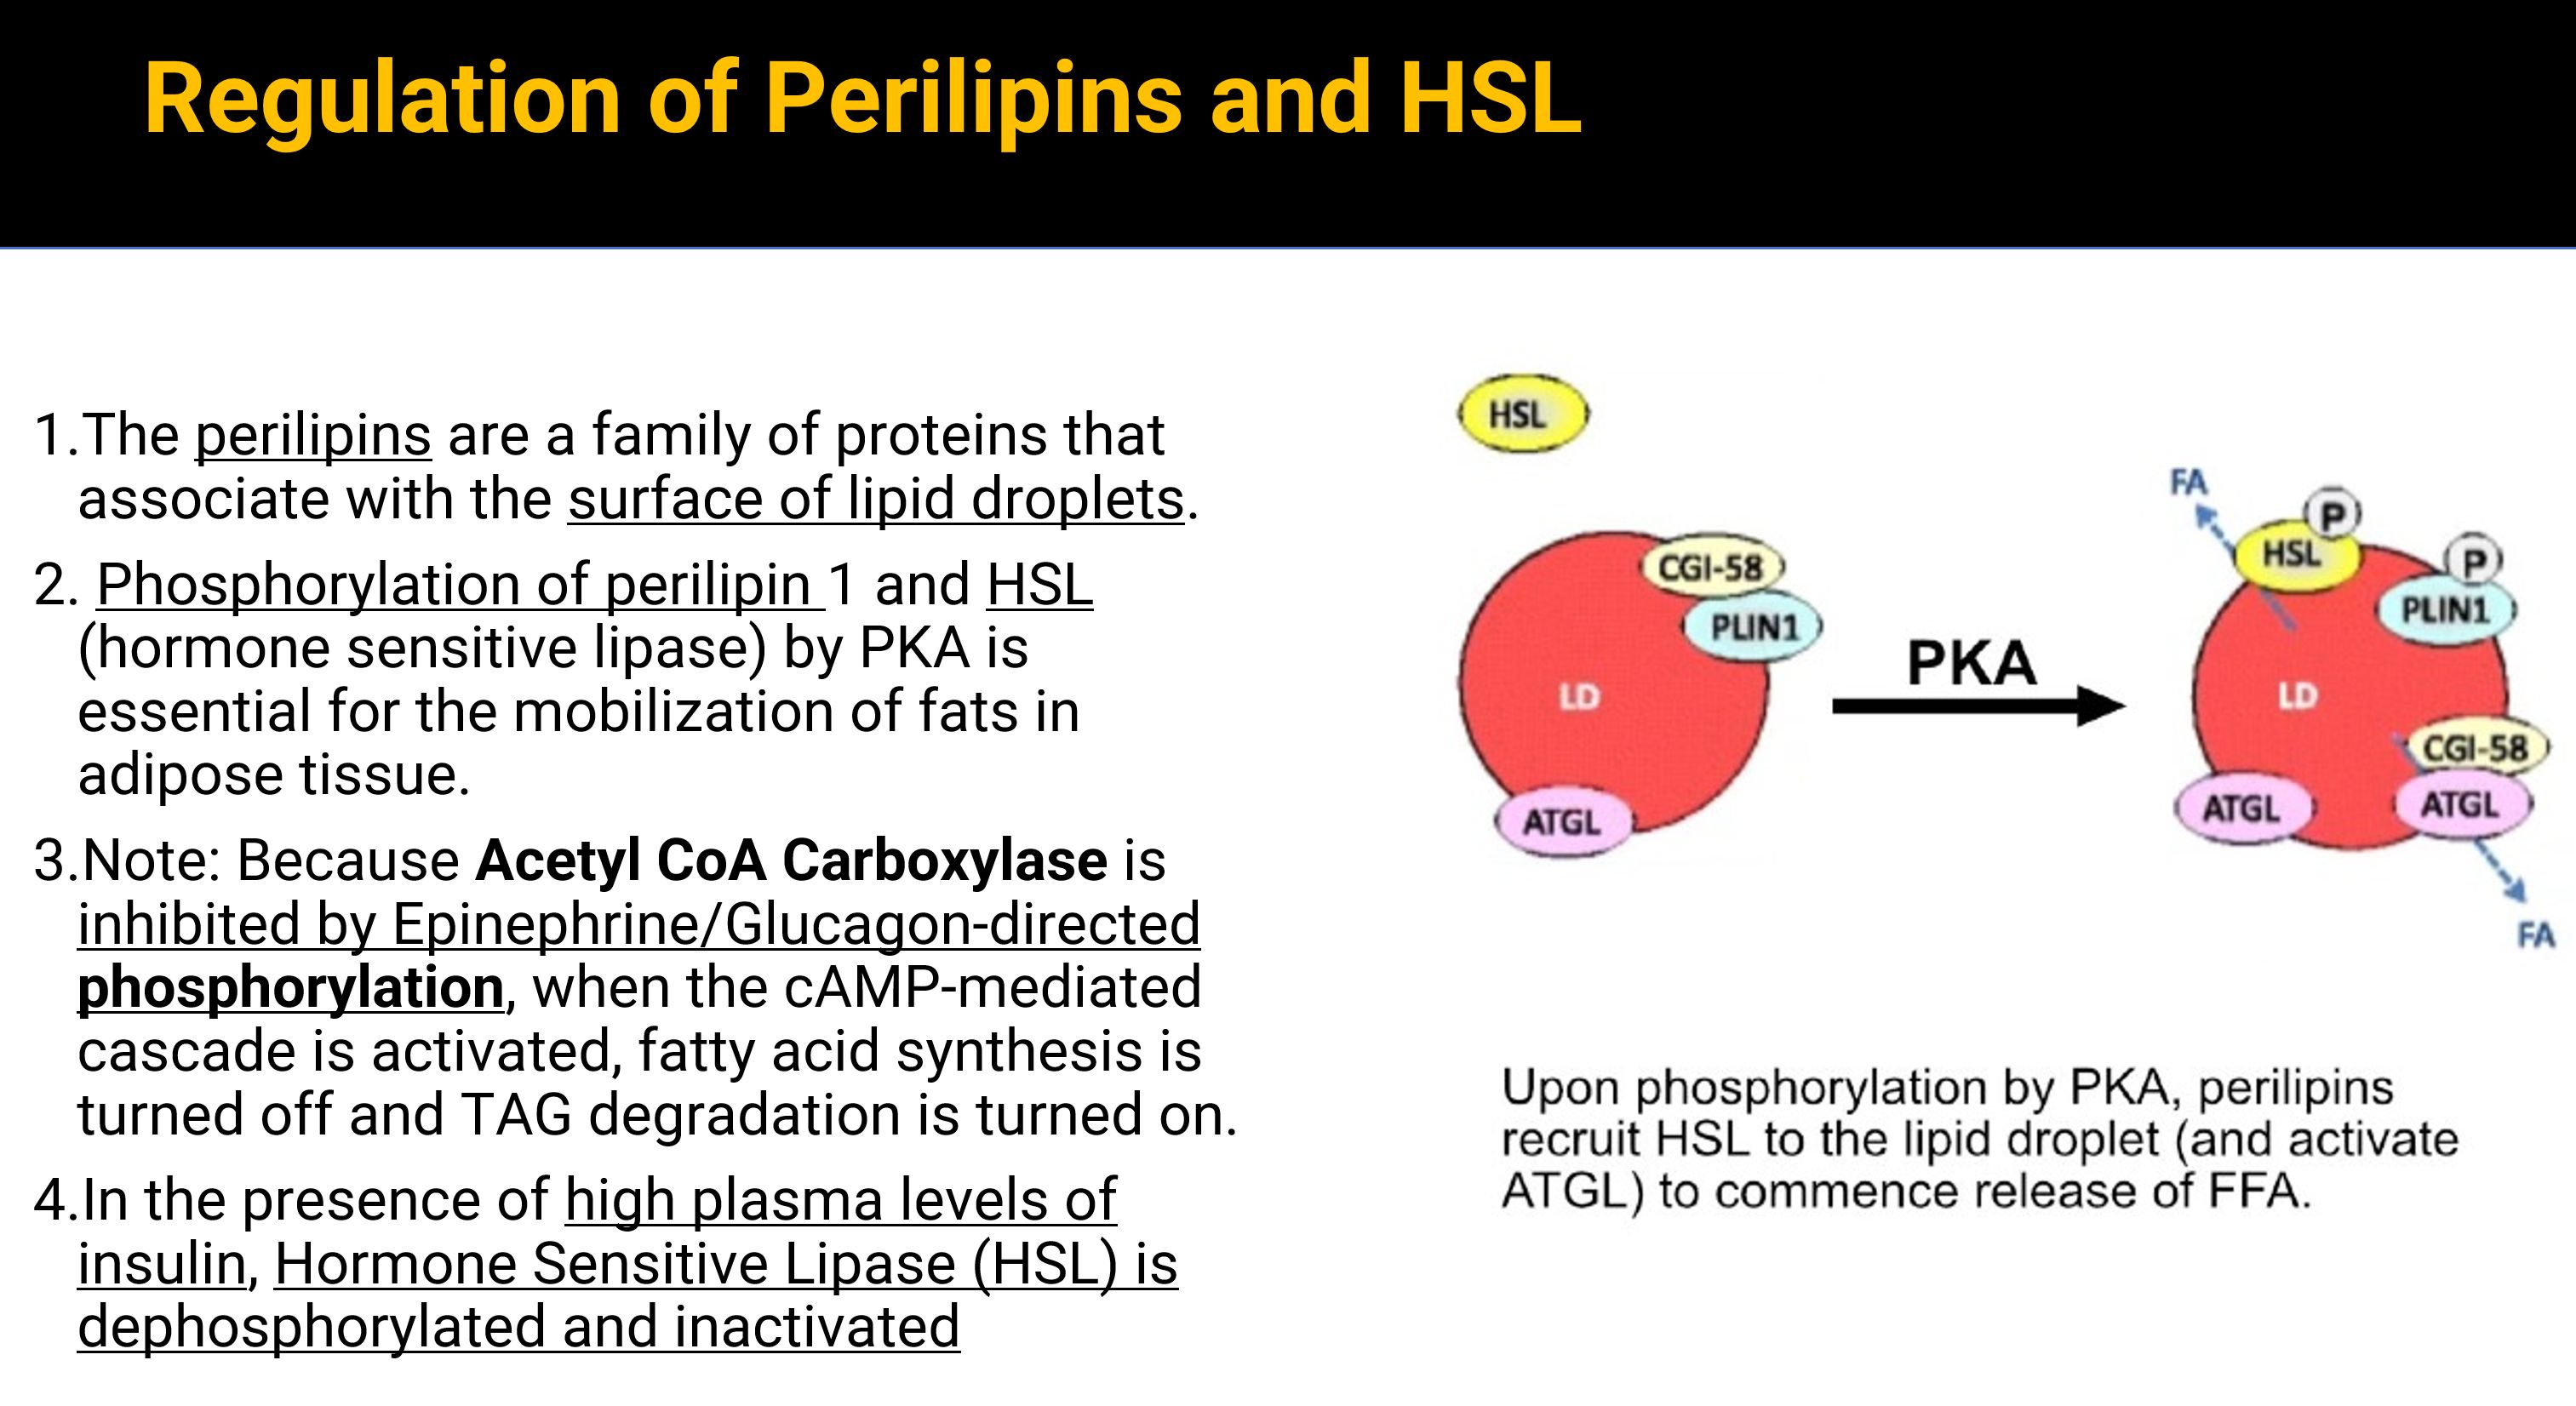 Regulation of Perilipins and HSL
1.The perilipins are a family of proteins that
associate with the surface of lipid droplets.
2. Phosphorylation of perilipin 1 and HSL
(hormone sensitive lipase) by PKA is
essential for the mobilization of fats in
adipose tissue.
3.Note: Because Acetyl CoA Carboxylase is
inhibited by Epinephrine/Glucagon-directed
phosphorylation, when the cAMP-mediated
cascade is activated, fatty acid synthesis is
turned off and TAG degradation is turned on.
4.In the presence of high plasma levels of
insulin, Hormone Sensitive Lipase (HSL) is
dephosphorylated and inactivated
HSL
CGI-58
PLIN1
LD
ATGL
PKA
FA
P
HSL
P
PLIN1
LD
CGI-58
ATGL
ATGL
FA
Upon phosphorylation by PKA, perilipins
recruit HSL to the lipid droplet (and activate
ATGL) to commence release of FFA.